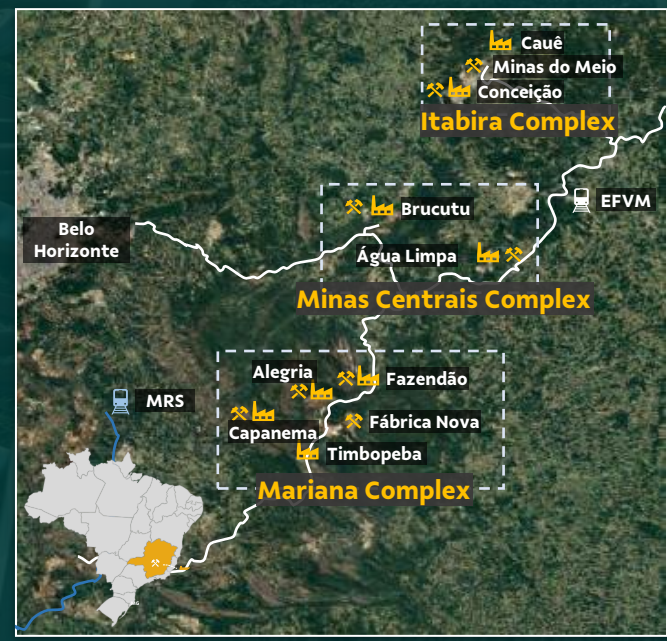 Cauê
Minas do Meio
Conceição
Itabira Complex
EFVM
Brucutu
Belo
Horizonte
Água Limpa
Minas Centrais Complex
Alegria
Fazendão
MRS
Capanema
Fábrica Nova
Timbopeba
Mariana Complex